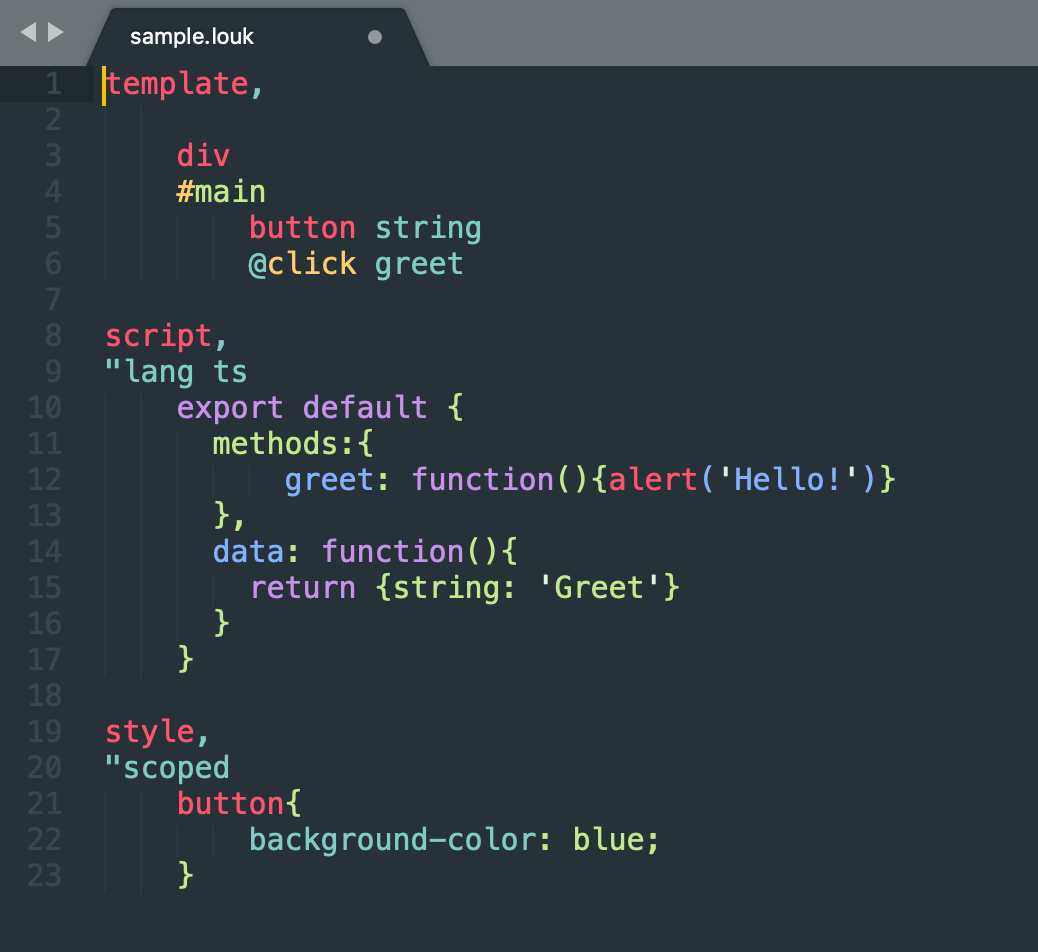 sample.louk
1 template,
2
3     div
4     #main
5         button string
6         @click greet
7
8 script,
9 "lang ts
10     export default {
11       methods:{
12           greet: function(){alert('Hello!')}
13       },
14       data: function(){
15         return {string: 'Greet'}
16       }
17     }
18
19 style,
20 "scoped
21     button{
22         background-color: blue;
23     }